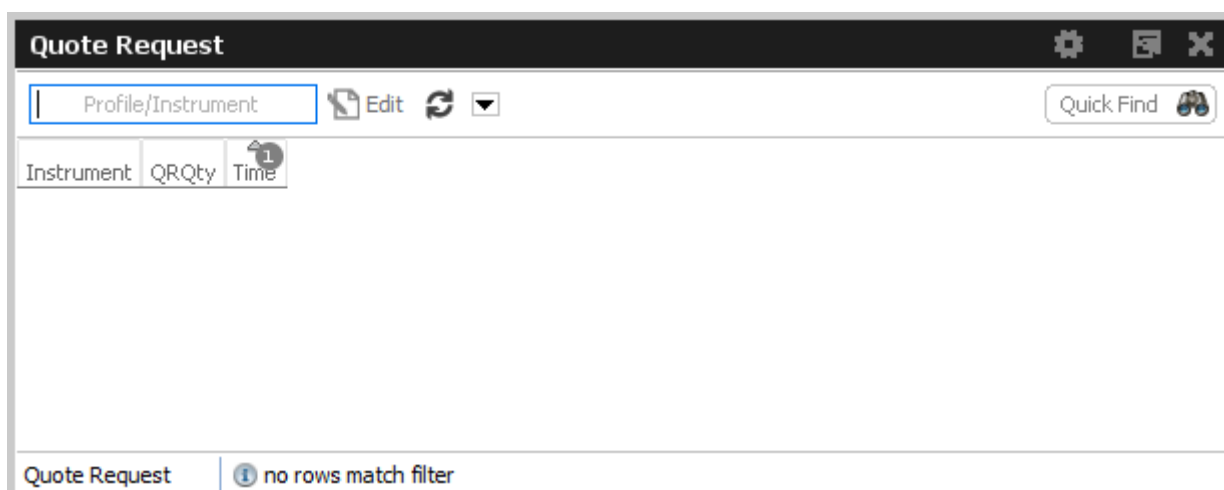 Quote Request
Profile/Instrument Edit Quick Find
Instrument QRQty Time 1
Quote Request no rows match filter